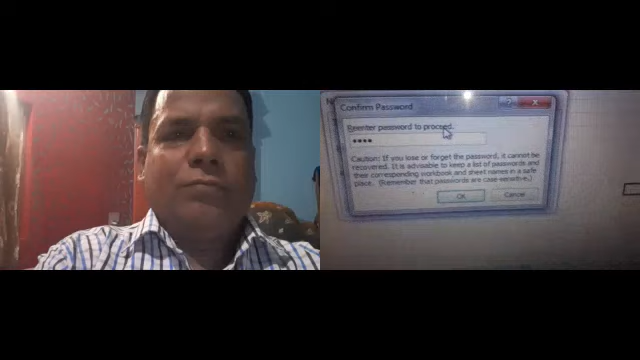 Confirm Password
Reenter password to proceed.
••••
Caution: If you lose or forget the password, it cannot be
recovered. It is advisable to keep a list of passwords and
their corresponding workbook and sheet names in a safe
place. (Remember that passwords are case
OK
Cancel